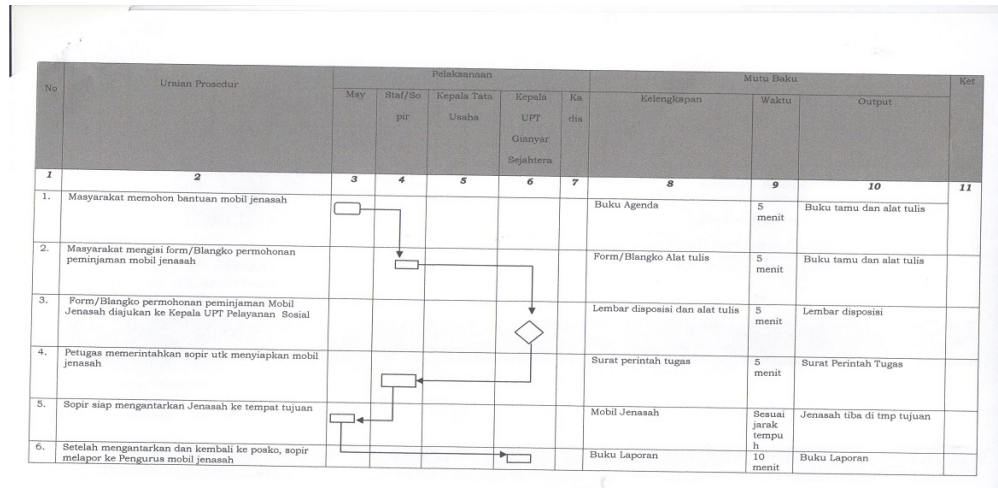 No
Uraian Prosedur
Pelaksanaan
Mutu Baku
Ket
May
Staf/So
pir
Kepala Tata
Usaha
Kepala
UPT
Gianyar
Sejahtera
Ka
dis
Kelengkapan
Waktu
Output
1 2 3 4 5 6 7 8 9 10 11
1. Masyarakat memohon bantuan mobil jenasah
Buku Agenda
5
menit
Buku tamu dan alat tulis
2. Masyarakat mengisi form/Blangko permohonan
peminjaman mobil jenasah
Form/Blangko Alat tulis
5
menit
Buku tamu dan alat tulis
3. Form/Blangko permohonan peminjaman Mobil
Jenasah diajukan ke Kepala UPT Pelayanan Sosial
Lembar disposisi dan alat tulis
5
menit
Lembar disposisi
4. Petugas memerintahkan sopir utk menyiapkan mobil
jenasah
Surat perintah tugas
5
menit
Surat Perintah Tugas
5. Sopir siap mengantarkan Jenasah ke tempat tujuan
Mobil Jenasah
Sesuai
jarak
tempu
h
Jenasah tiba di tmp tujuan
6. Setelah mengantarkan dan kembali ke posko, sopir
melapor ke Pengurus mobil jenasah
Buku Laporan
10
menit
Buku Laporan